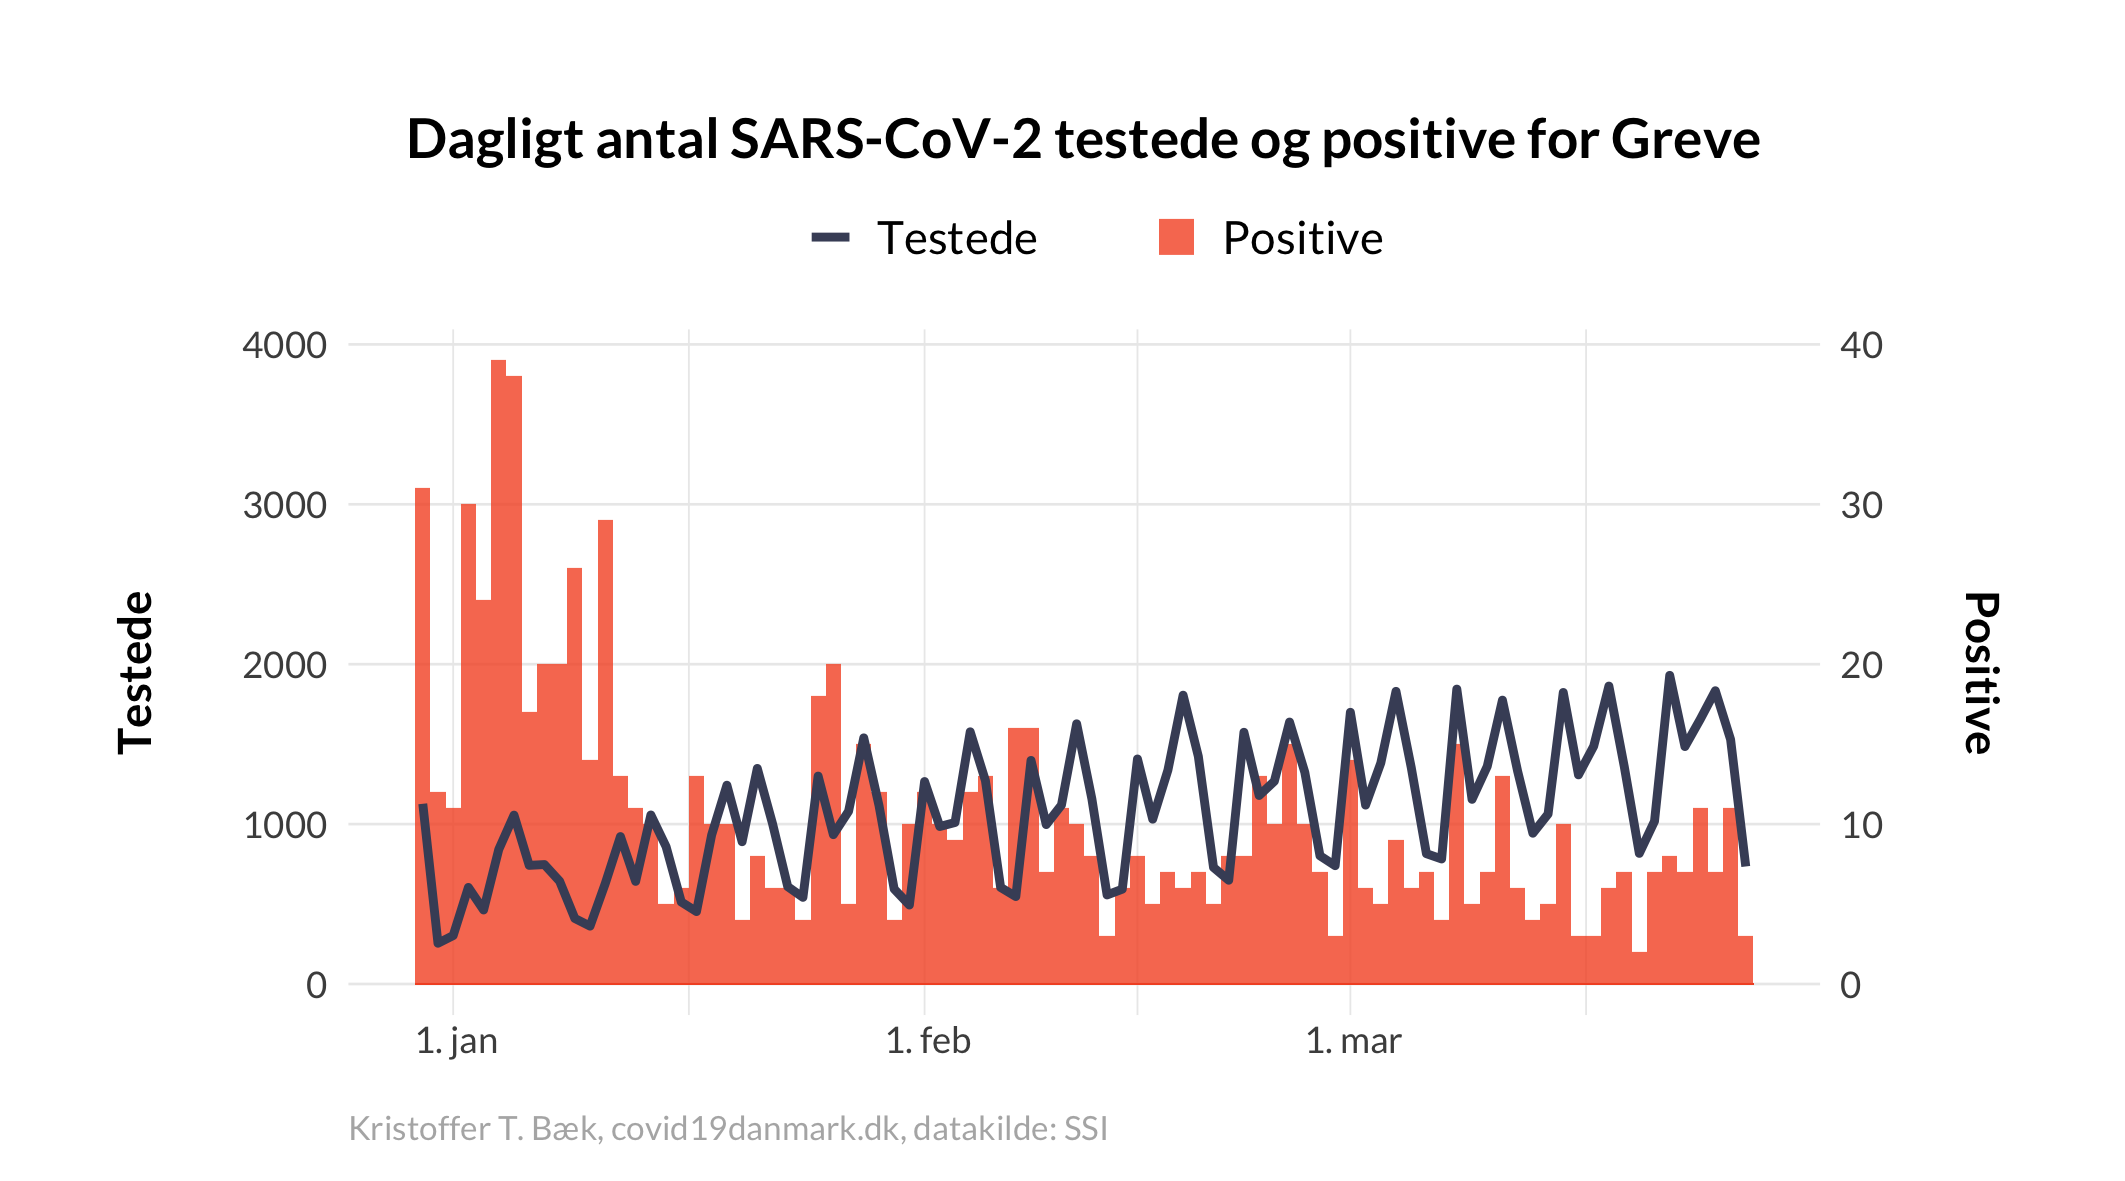 Dagligt antal SARS-CoV-2 testede og positive for Greve
Testede
Positive
4000
3000
2000
1000
0
40
30
20
10
0
Testede
Positive
1. jan
1. feb
1. mar
Kristoffer T. Bæk, covid19danmark.dk, datakilde: SSI